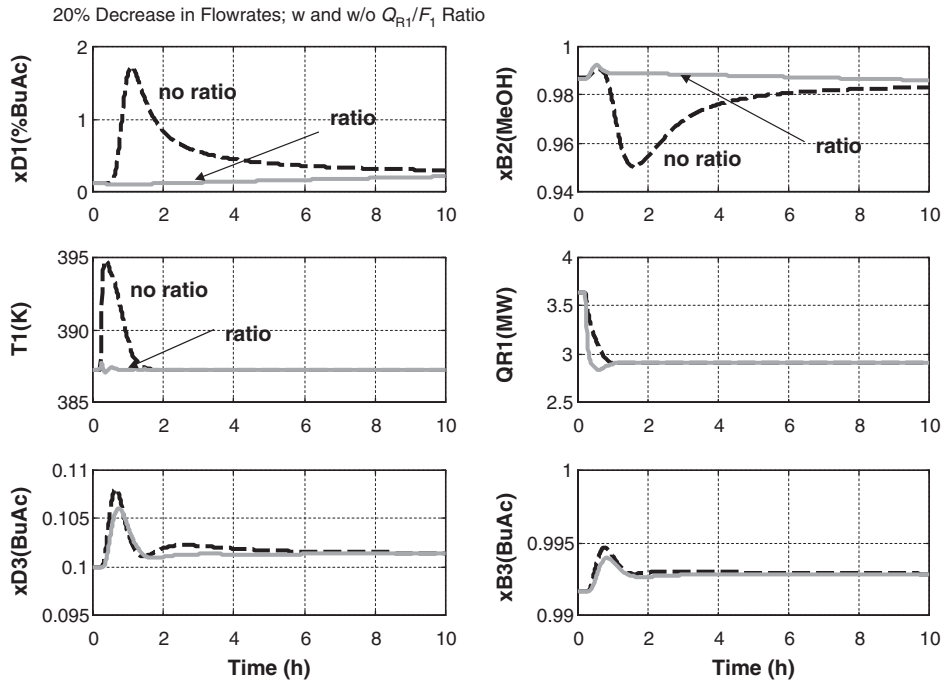 20% Decrease in Flowrates; w and w/o QR1/F1 Ratio
xD1(%BuAc)
2
1
0
no ratio
ratio
0 2 4 6 8 10
xB2(MeOH)
1
0.98
0.96
0.94
no ratio
ratio
0 2 4 6 8 10
T1(K)
395
390
385
no ratio
ratio
0 2 4 6 8 10
QR1(MW)
4
3.5
3
2.5
0 2 4 6 8 10
xD3(BuAc)
0.11
0.105
0.1
0.095
0 2 4 6 8 10
Time (h)
xB3(BuAc)
1
0.995
0.99
0 2 4 6 8 10
Time (h)